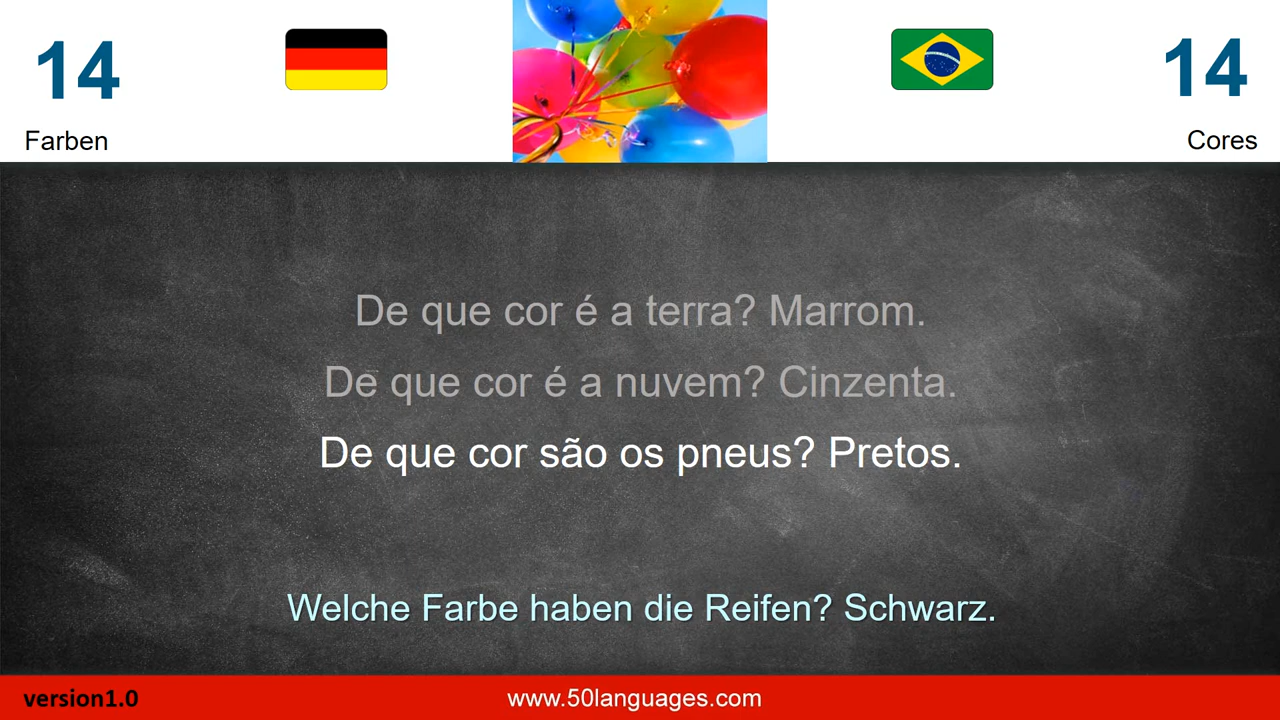 14
14
Farben
Cores
De que cor é a terra? Marrom.
De que cor é a nuvem? Cinzenta.
De que cor são os pneus? Pretos.
Welche Farbe haben die Reifen? Schwarz.
version1.0
www.50languages.com